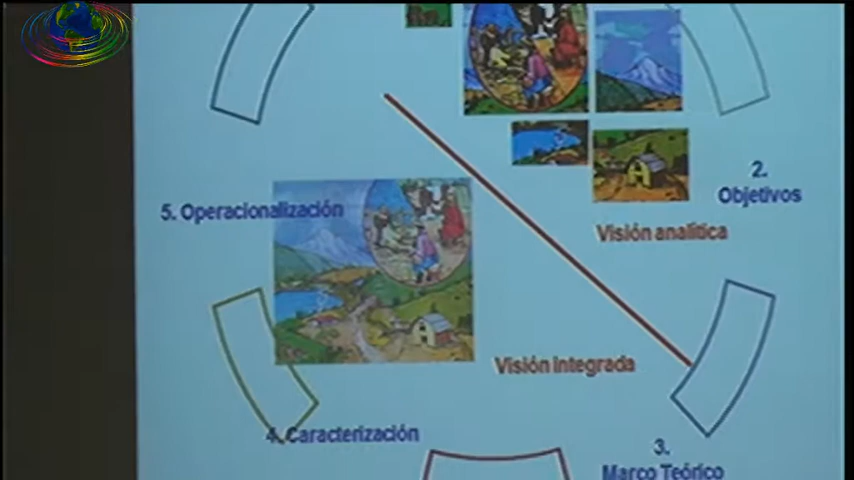 2.
Objetivos
5. Operacionalización
Visión analítica
Visión integrada
4. Caracterización
3.
Marco Teórico